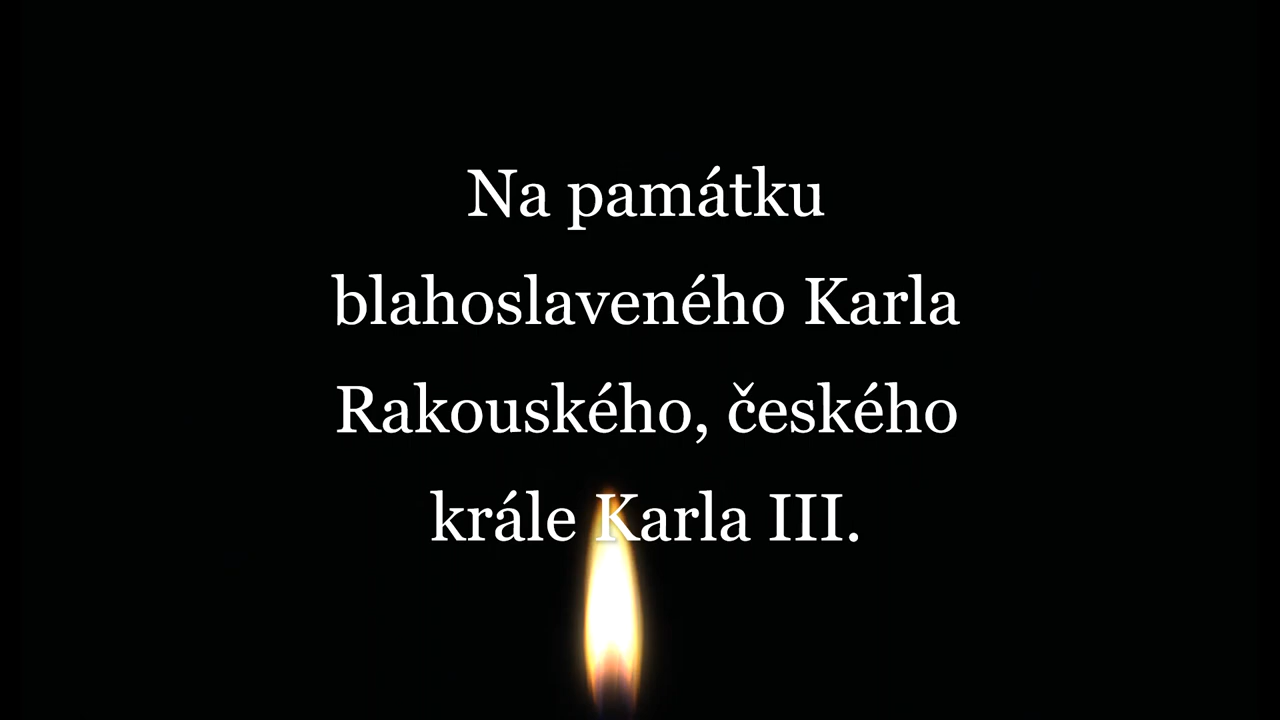 Na památku
blahoslaveného Karla
Rakouského, českého
krále Karla III.